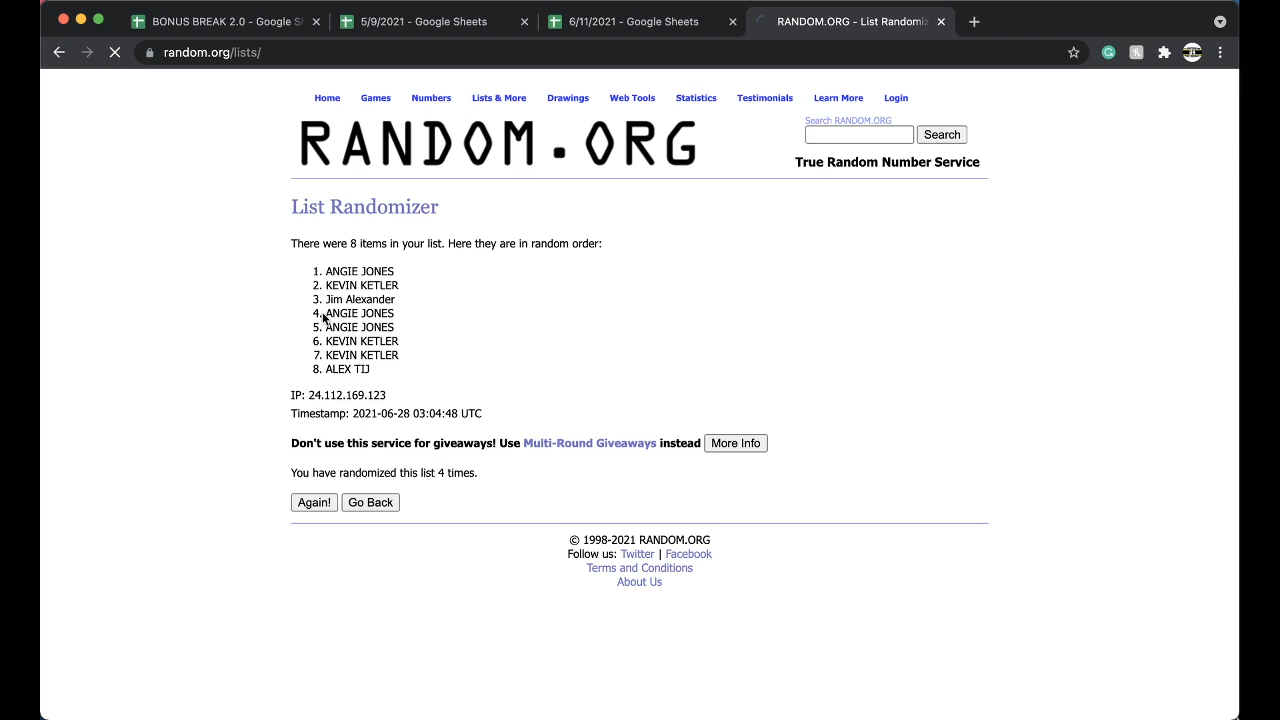 BONUS BREAK 2.0 - Google S
5/9/2021 - Google Sheets
6/11/2021 - Google Sheets
RANDOM.ORG - List Randomiz
random.org/lists/
Home Games Numbers Lists & More Drawings Web Tools Statistics Testimonials Learn More Login
RANDOM.ORG
Search RANDOM.ORG
Search
True Random Number Service
List Randomizer
There were 8 items in your list. Here they are in random order:
1. ANGIE JONES
2. KEVIN KETLER
3. Jim Alexander
4. ANGIE JONES
5. ANGIE JONES
6. KEVIN KETLER
7. KEVIN KETLER
8. ALEX TIJ
IP: 24.112.169.123
Timestamp: 2021-06-28 03:04:48 UTC
Don't use this service for giveaways! Use Multi-Round Giveaways instead More Info
You have randomized this list 4 times.
Again! Go Back
© 1998-2021 RANDOM.ORG
Follow us: Twitter | Facebook
Terms and Conditions
About Us